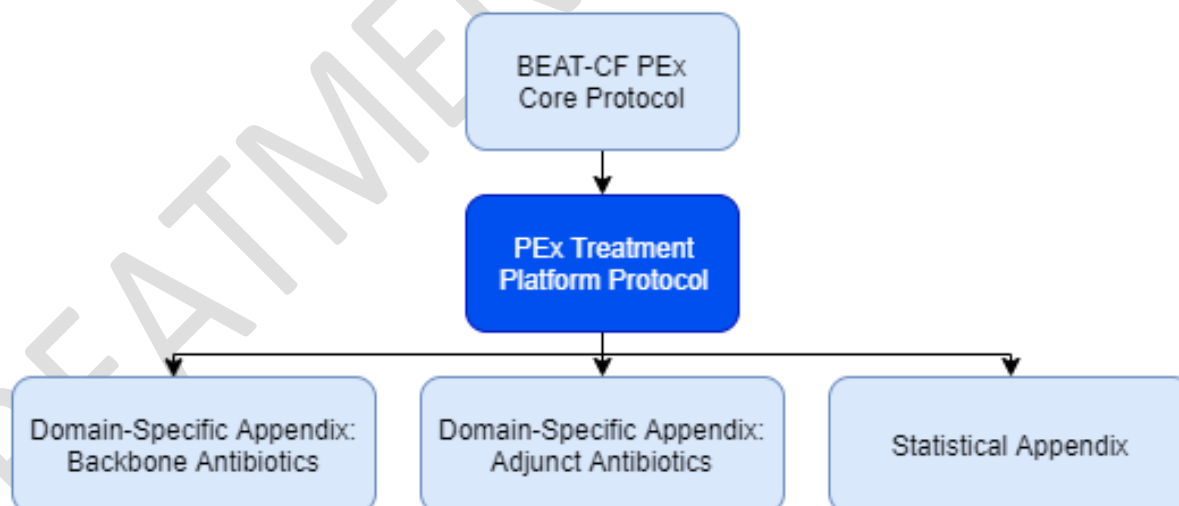 BEAT-CF PEx
Core Protocol
PEx Treatment
Platform Protocol
Domain-Specific Appendix:
Backbone Antibiotics
Domain-Specific Appendix:
Adjunct Antibiotics
Statistical Appendix